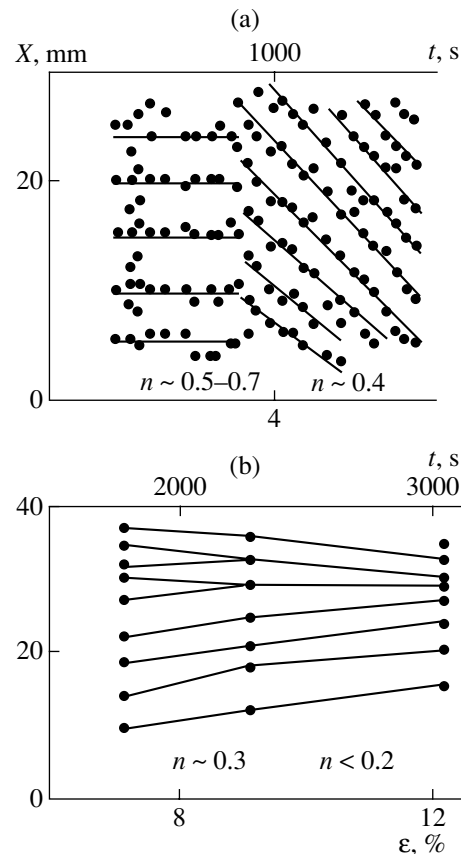 (a)
X, mm 1000 t, s
20
n ~ 0.5–0.7 n ~ 0.4
0
4
(b)
t, s
2000 3000
40
20
n ~ 0.3 n < 0.2
0
8 12
ε, %